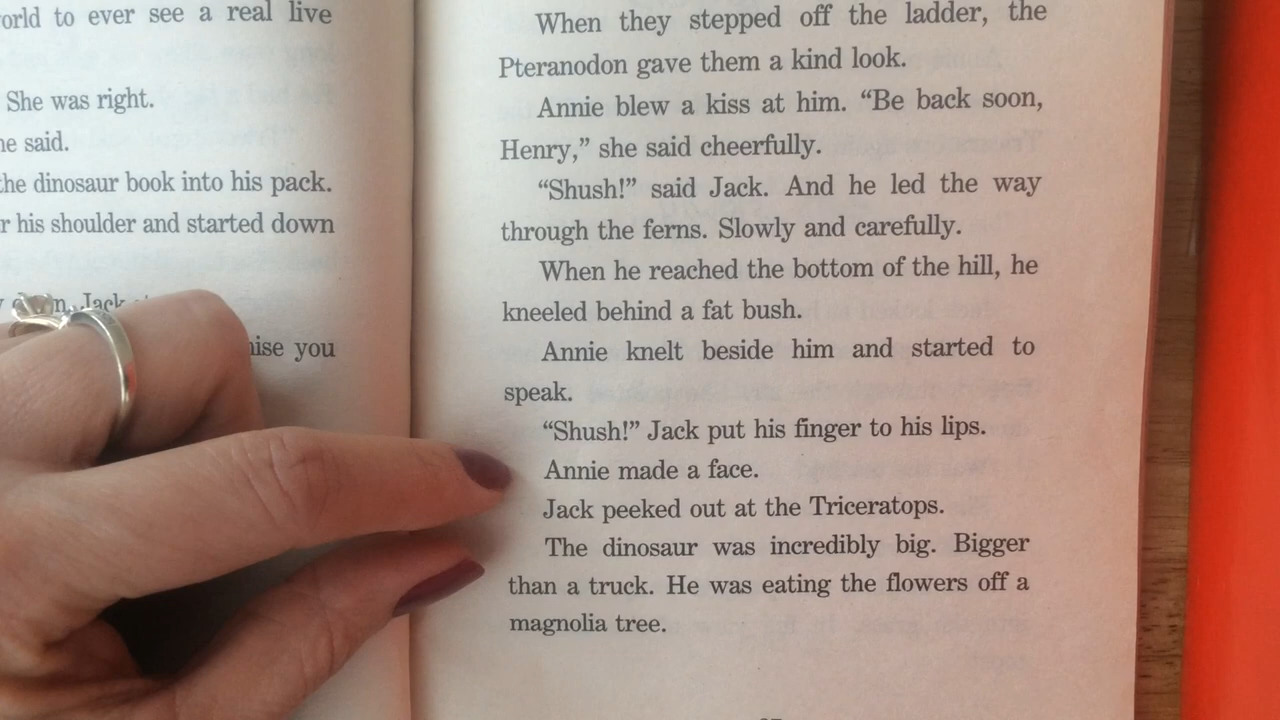 world to ever see a real live
She was right.
he said.
the dinosaur book into his pack.
his shoulder and started down
Jack
you
When they stepped off the ladder, the
Pteranodon gave them a kind look.
Annie blew a kiss at him. “Be back soon,
Henry,” she said cheerfully.
“Shush!” said Jack. And he led the way
through the ferns. Slowly and carefully.
When he reached the bottom of the hill, he
kneeled behind a fat bush.
Annie knelt beside him and started to
speak.
“Shush!” Jack put his finger to his lips.
Annie made a face.
Jack peeked out at the Triceratops.
The dinosaur was incredibly big. Bigger
than a truck. He was eating the flowers off a
magnolia tree.